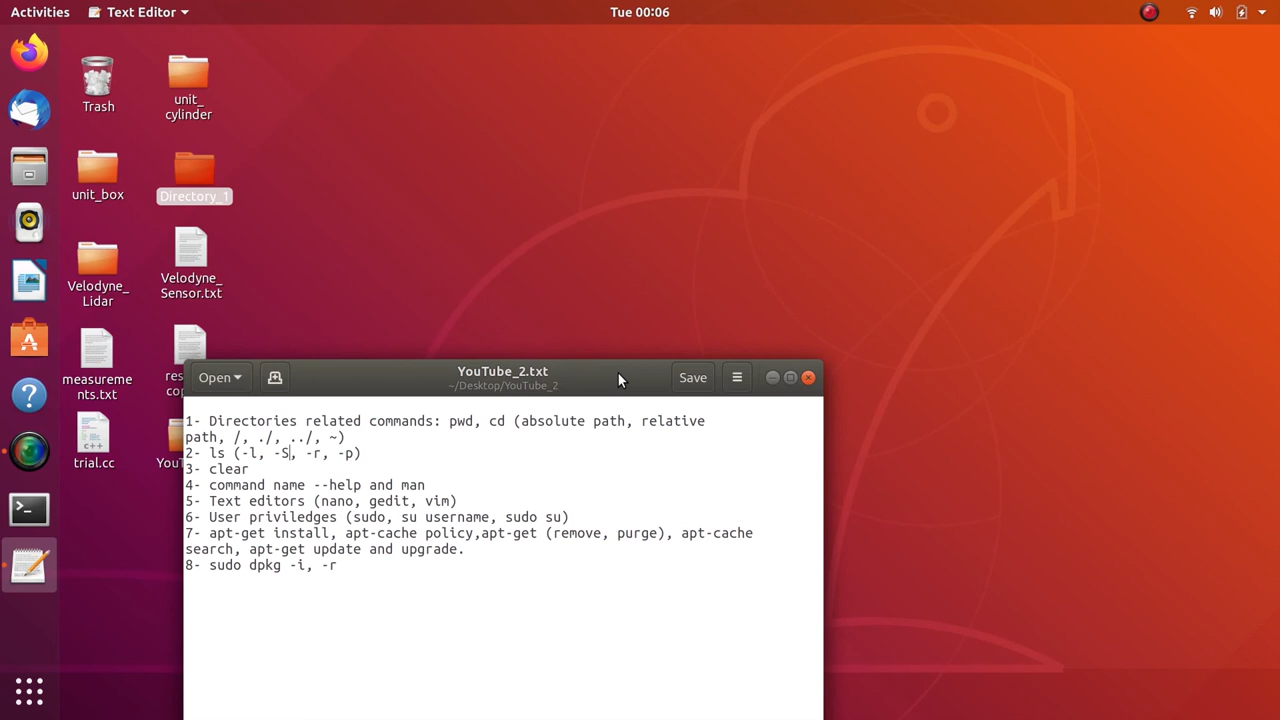 Activities
Text Editor
Tue 00:06
Trash
unit_
cylinder
unit_box
Directory_1
Velodyne_
Lidar
Velodyne_
Sensor.txt
measureme
nts.txt
res
cop
trial.cc
YouT
Open
YouTube_2.txt
~/Desktop/YouTube_2
Save
1- Directories related commands: pwd, cd (absolute path, relative
path, /, ./, ../, ~)
2- ls (-l, -S, -r, -p)
3- clear
4- command name --help and man
5- Text editors (nano, gedit, vim)
6- User priviledges (sudo, su username, sudo su)
7- apt-get install, apt-cache policy,apt-get (remove, purge), apt-cache
search, apt-get update and upgrade.
8- sudo dpkg -i, -r